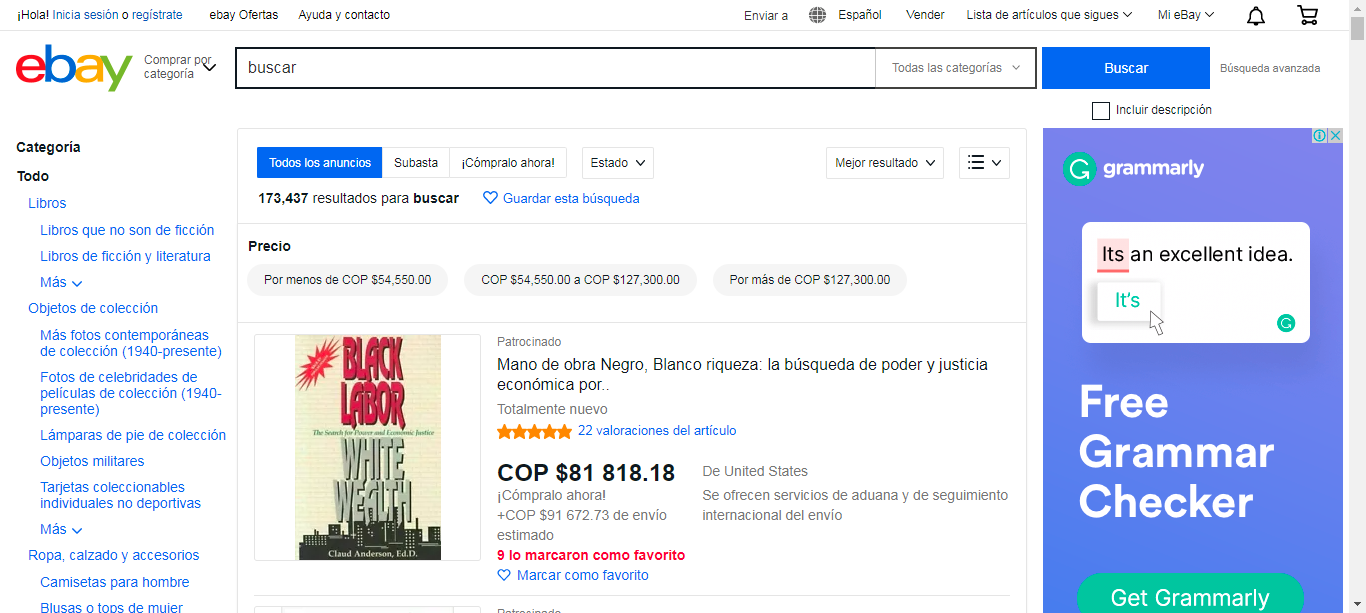 ¡Hola! Inicia sesión o regístrate
ebay Ofertas
Ayuda y contacto
Enviar a
Español
Vender
Lista de artículos que sigues
Mi eBay
ebay
Comprar por
categoría
buscar
Todas las categorías
Buscar
Búsqueda avanzada
Incluir descripción
Categoría
Todo
Libros
Libros que no son de ficción
Libros de ficción y literatura
Más
Objetos de colección
Más fotos contemporáneas
de colección (1940-presente)
Fotos de celebridades de
películas de colección (1940-
presente)
Lámparas de pie de colección
Objetos militares
Tarjetas coleccionables
individuales no deportivas
Más
Ropa, calzado y accesorios
Camisetas para hombre
Blusas o tops de mujer
Todos los anuncios
Subasta
¡Cómpralo ahora!
Estado
Mejor resultado
173,437 resultados para buscar
Guardar esta búsqueda
Precio
Por menos de COP $54,550.00
COP $54,550.00 a COP $127,300.00
Por más de COP $127,300.00
BLACK
LABOR
The Search for Power and Economic Justice
WHITE
WEALTH
Claud Anderson, Ed.D.
Patrocinado
Mano de obra Negro, Blanco riqueza: la búsqueda de poder y justicia
económica por..
Totalmente nuevo
22 valoraciones del artículo
COP $81 818.18
¡Cómpralo ahora!
+COP $91 672.73 de envío
estimado
9 lo marcaron como favorito
Marcar como favorito
De United States
Se ofrecen servicios de aduana y de seguimiento
internacional del envío
Patrocinado
grammarly
Its an excellent idea.
It's
Free
Grammar
Checker
Get Grammarly